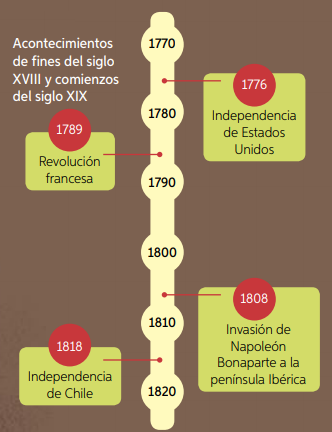 Acontecimientos
de fines del siglo
XVIII y comienzos
del siglo XIX
1770
1776
Independencia
de Estados
Unidos
1780
1789
Revolución
francesa
1790
1800
1808
Invasión de
Napoleón
Bonaparte a la
península Ibérica
1810
1818
Independencia
de Chile
1820